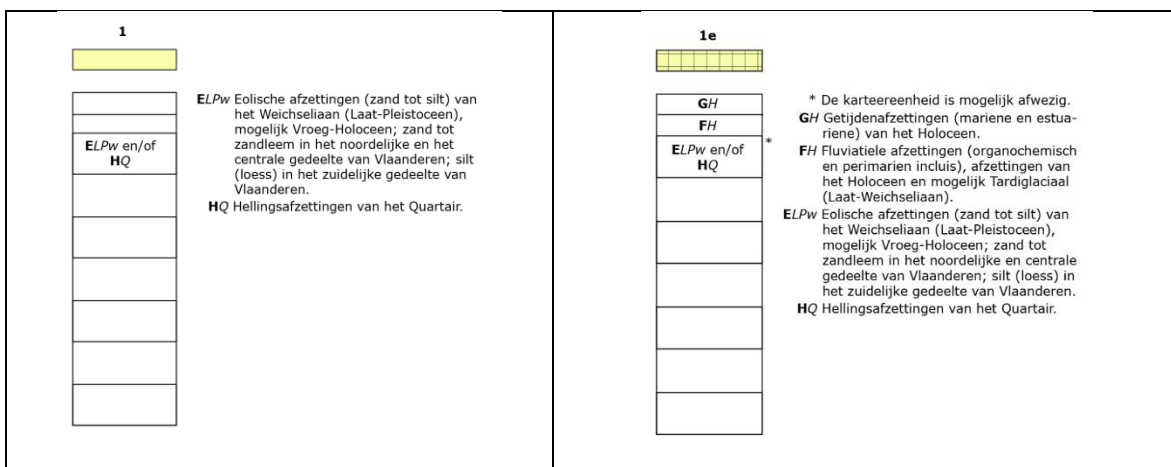 1
ELPw en/of
HQ
ELPw Eolische afzettingen (zand tot silt) van
het Weichseliaan (Laat-Pleistoceen),
mogelijk Vroeg-Holoceen; zand tot
zandleem in het noordelijke en het
centrale gedeelte van Vlaanderen; silt
(loess) in het zuidelijke gedeelte van
Vlaanderen.
HQ Hellingsafzettingen van het Quartair.
1e
GH
FH
ELPw en/of
HQ
*
* De karteereenheid is mogelijk afwezig.
GH Getijdenafzettingen (mariene en estua-
riene) van het Holoceen.
FH Fluviatiele afzettingen (organochemisch
en perimarien incluis), afzettingen van
het Holoceen en mogelijk Tardiglaciaal
(Laat-Weichseliaan).
ELPw Eolische afzettingen (zand tot silt) van
het Weichseliaan (Laat-Pleistoceen),
mogelijk Vroeg-Holoceen; zand tot
zandleem in het noordelijke en centrale
gedeelte van Vlaanderen; silt (loess) in
het zuidelijke gedeelte van Vlaanderen.
HQ Hellingsafzettingen van het Quartair.